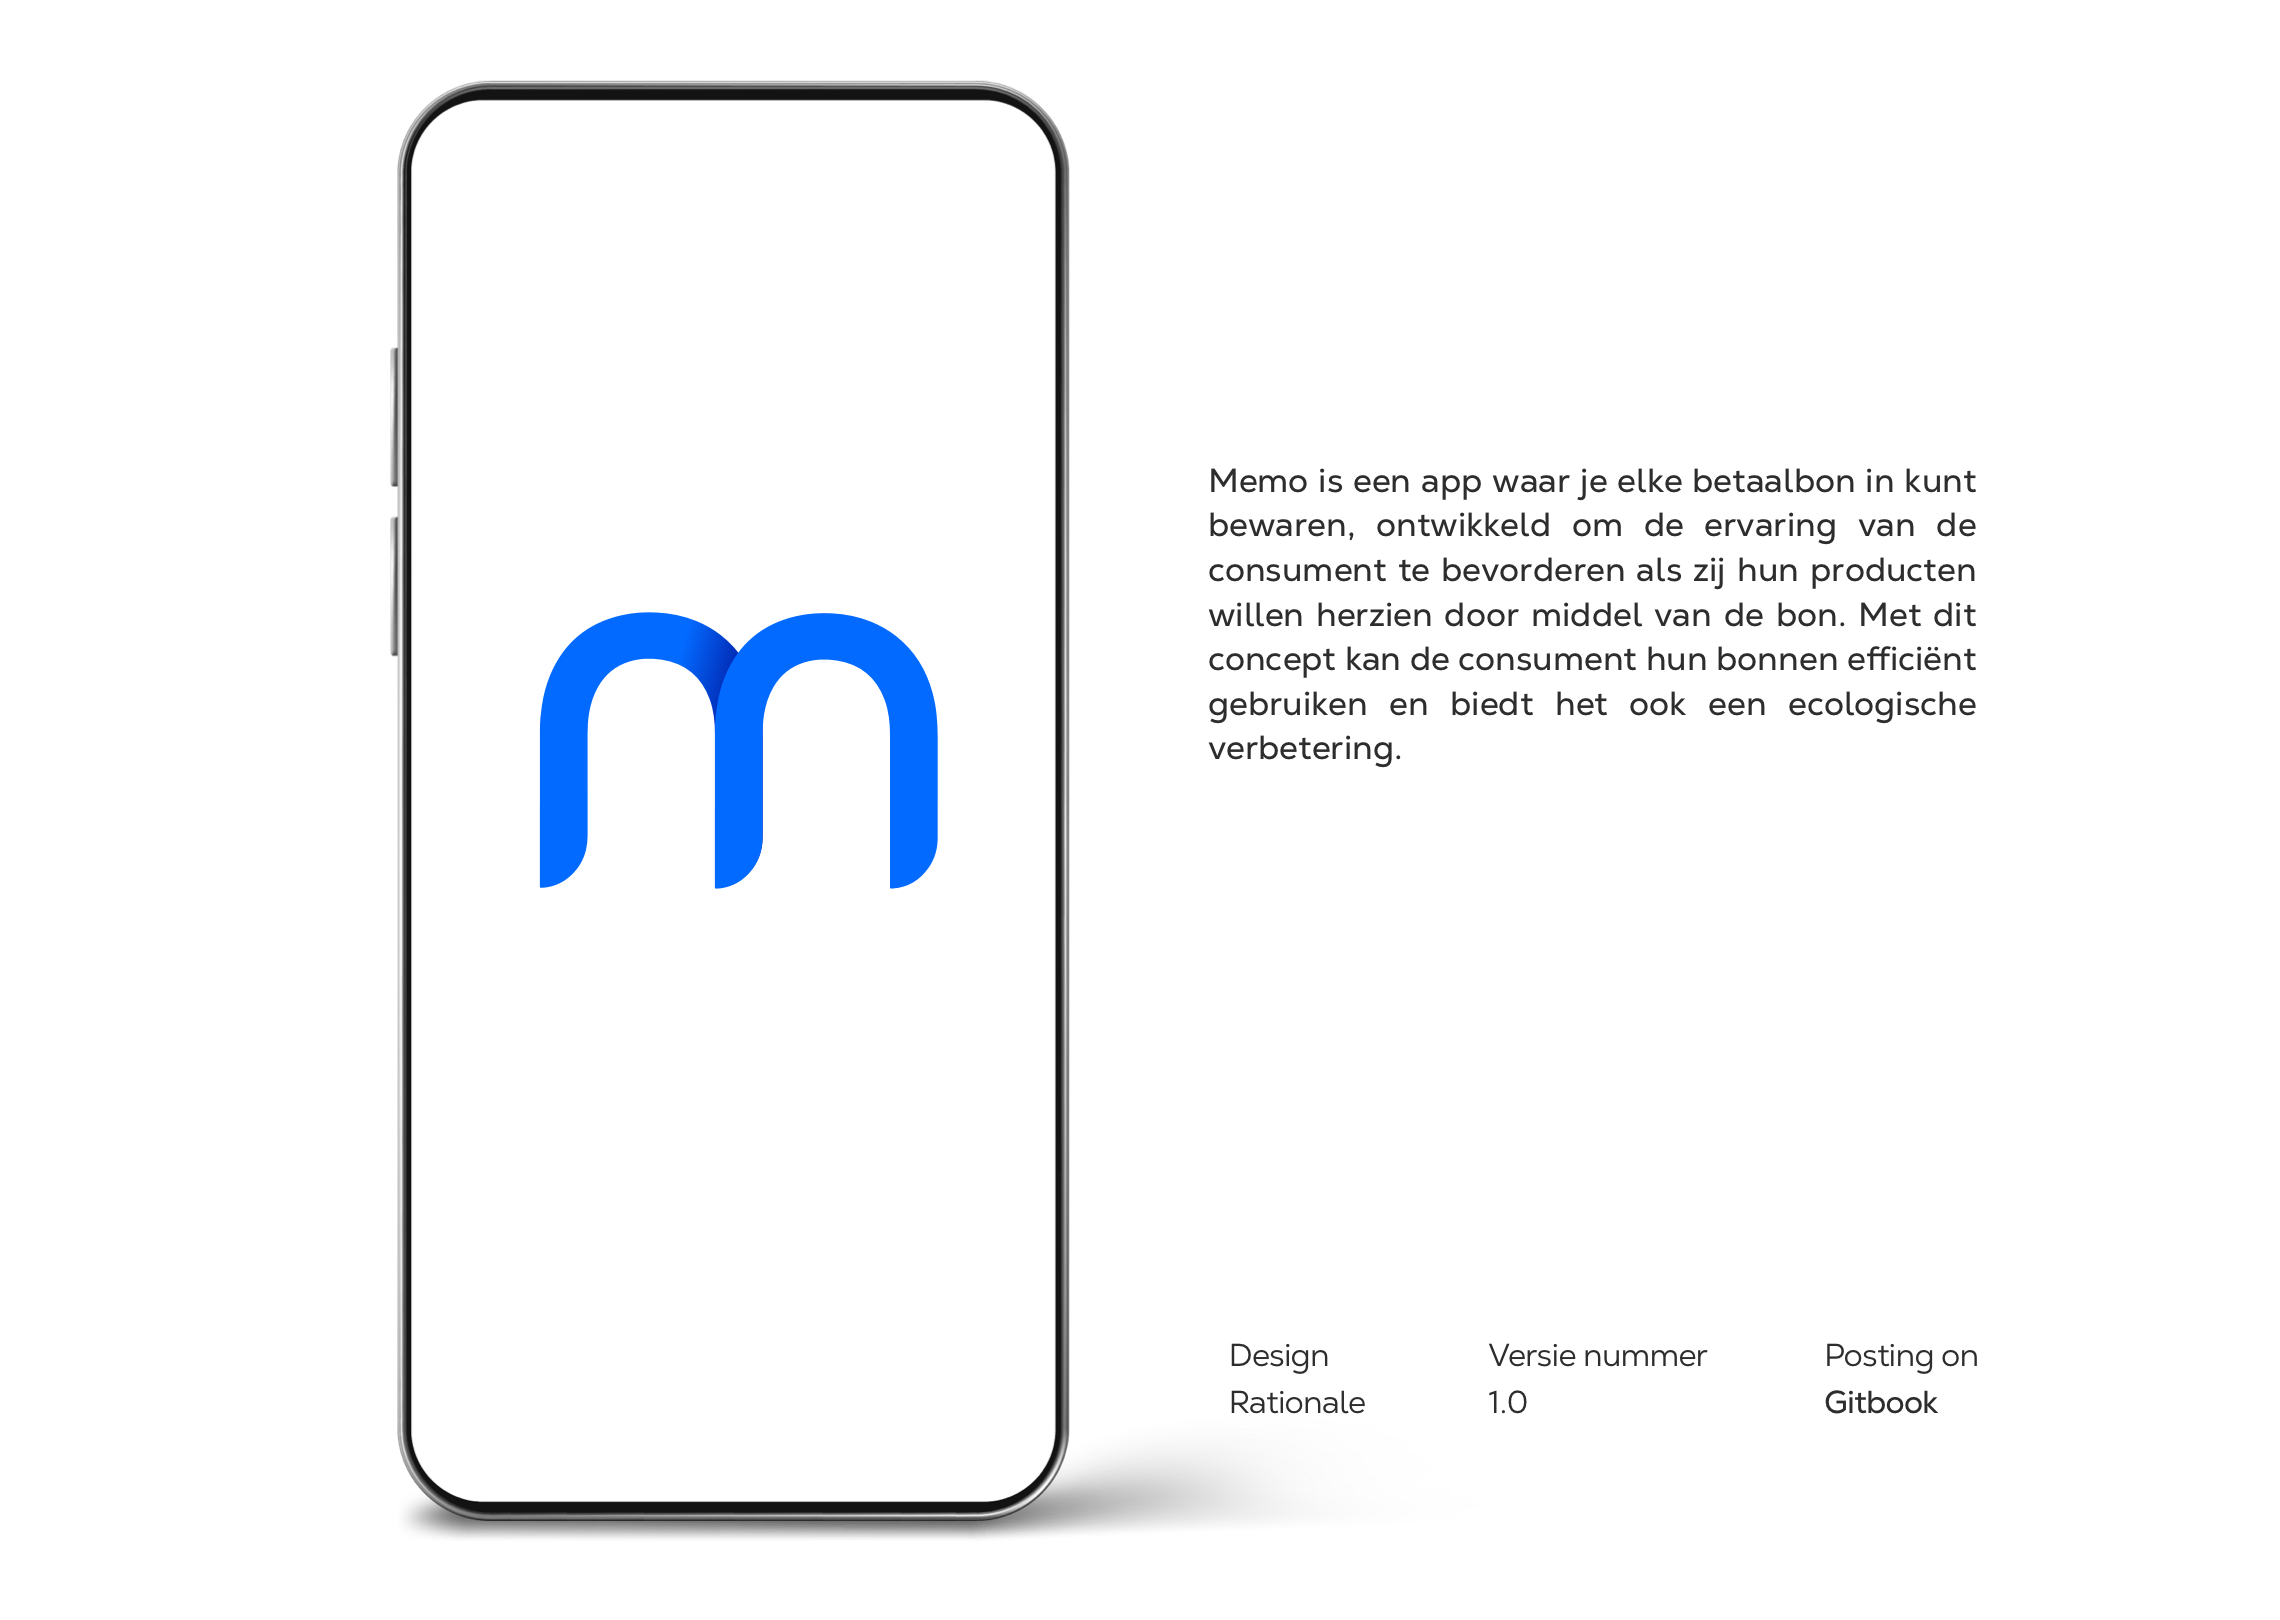 m
Memo is een app waar je elke betaalbon in kunt
bewaren, ontwikkeld om de ervaring van de
consument te bevorderen als zij hun producten
willen herzien door middel van de bon. Met dit
concept kan de consument hun bonnen efficiënt
gebruiken en biedt het ook een ecologische
verbetering.
Design
Rationale
Versie nummer
1.0
Posting on
Gitbook